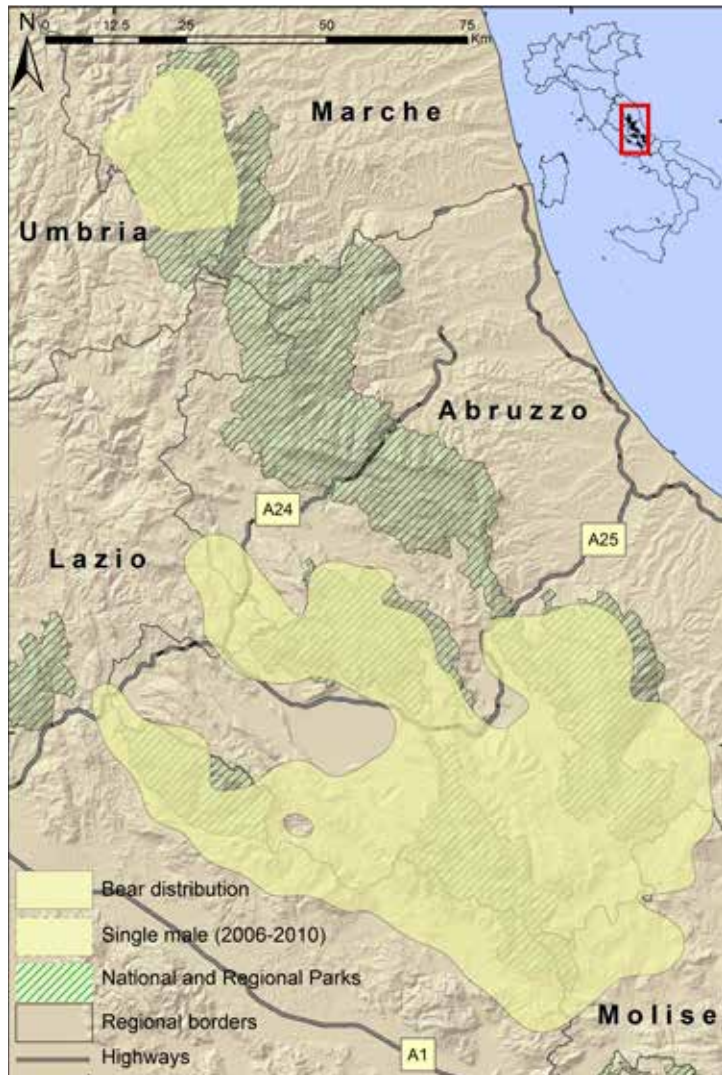 N
0 12.5 25 50 75
Km
Marche
Umbria
Abruzzo
A24
A25
Lazio
Bear distribution
Single male (2006-2010)
National and Regional Parks
Regional borders
Highways
Molise
A1